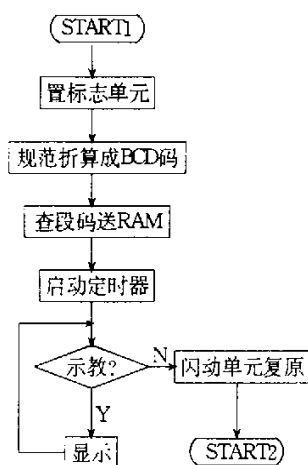 START1
置标志单元
规范折算成BCD码
查段码送RAM
启动定时器
示教?
N
闪动单元复原
Y
显示
START2